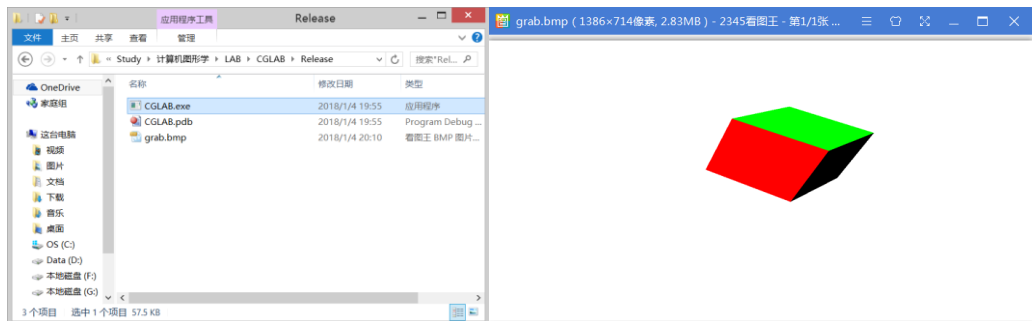 应用程序工具
Release
文件 主页 共享 查看 管理
« Study 计算机图形学 LAB CGLAB Release
搜索"Rel...
名称 修改日期 类型
CGLAB.exe 2018/1/4 19:55 应用程序
CGLAB.pdb 2018/1/4 19:55 Program Debug ...
grab.bmp 2018/1/4 20:10 看图王 BMP 图片...
OneDrive
家庭组
这台电脑
视频
图片
文档
下载
音乐
桌面
OS (C:)
Data (D:)
本地磁盘 (F:)
本地磁盘 (G:)
3 个项目 选中 1 个项目 57.5 KB
grab.bmp ( 1386×714像素, 2.83MB ) - 2345看图王 - 第1/1张 ...